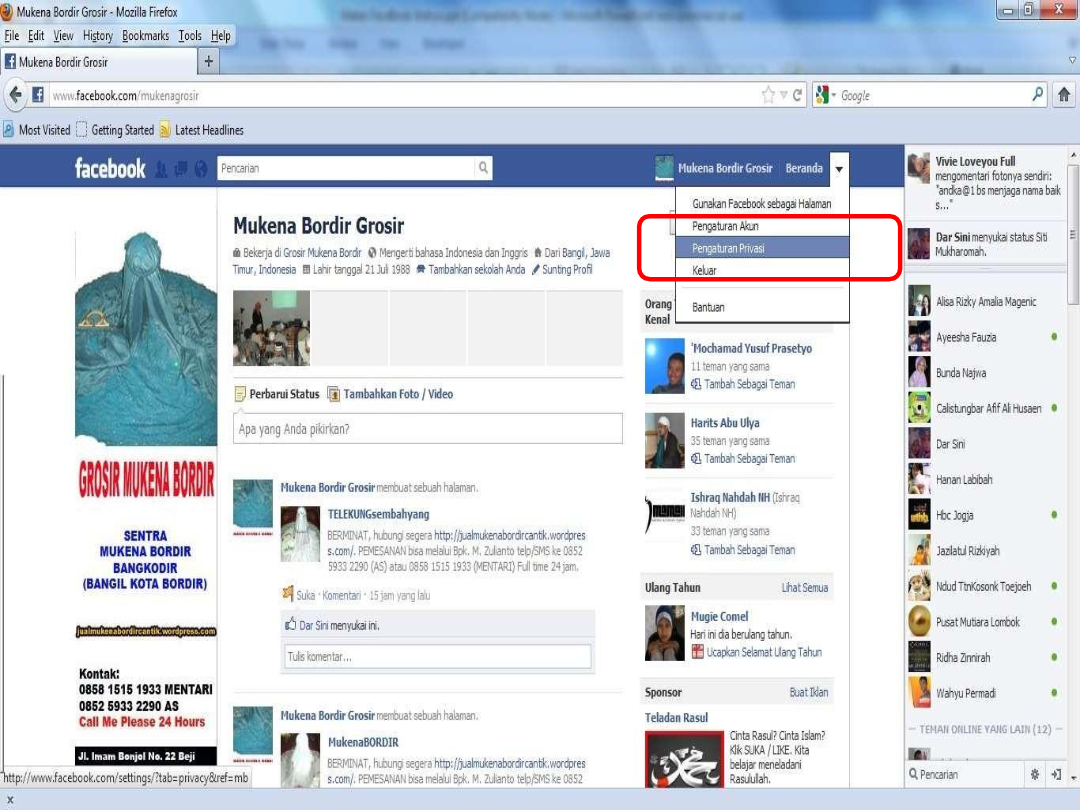 Mukena Bordir Grosir - Mozilla Firefox
File Edit View History Bookmarks Tools Help
Mukena Bordir Grosir
www.facebook.com/mukenagrosir
Google
Most Visited Getting Started Latest Headlines
facebook
Pencarian
Mukena Bordir Grosir Beranda
Gunakan Facebook sebagai Halaman
Pengaturan Akun
Pengaturan Privasi
Keluar
Bantuan
Mukena Bordir Grosir
Bekerja di Grosir Mukena Bordir Mengerti bahasa Indonesia dan Inggris Dari Bangil, Jawa
Timur, Indonesia Lahir tanggal 21 Juli 1988 Tambahkan sekolah Anda Sunting Profil
Perbarui Status Tambahkan Foto / Video
Apa yang Anda pikirkan?
Mukena Bordir Grosir membuat sebuah halaman.
TELEKUNGsembahyang
BERMINAT, hubungi segera http://jualmukenabordircantik.wordpres
s.com/. PEMESANAN bisa melalui Bpk. M. Zulianto telp/SMS ke 0852
5933 2290 (AS) atau 0858 1515 1933 (MENTARI) Full time 24 jam.
Suka · Komentari · 15 jam yang lalu
Dar Sini menyukai ini.
Tulis komentar...
Mukena Bordir Grosir membuat sebuah halaman.
MukenaBORDIR
BERMINAT, hubungi segera http://jualmukenabordircantik.wordpres
s.com/. PEMESANAN bisa melalui Bpk. M. Zulianto telp/SMS ke 0852
GROSIR MUKENA BORDIR
SENTRA
MUKENA BORDIR
BANGKODIR
(BANGIL KOTA BORDIR)
jualmukenabordircantik.wordpress.com
Kontak:
0858 1515 1933 MENTARI
0852 5933 2290 AS
Call Me Please 24 Hours
Jl. Imam Bonjol No. 22 Beji
http://www.facebook.com/settings/?tab=privacy&ref=mb
Orang
Kenal
'Mochamad Yusuf Prasetyo
11 teman yang sama
Tambah Sebagai Teman
Harits Abu Ulya
35 teman yang sama
Tambah Sebagai Teman
Ishraq Nahdah NH (Ishraq
Nahdah NH)
33 teman yang sama
Tambah Sebagai Teman
Ulang Tahun Lihat Semua
Mugie Comel
Hari ini dia berulang tahun.
Ucapkan Selamat Ulang Tahun
Sponsor Buat Iklan
Teladan Rasul
Cinta Rasul? Cinta Islam?
Klik SUKA / LIKE. Kita
belajar meneladani
Rasulullah.
Vivie Loveyou Full
mengomentari fotonya sendiri:
"andka@1 bs menjaga nama baik
s..."
Dar Sini menyukai status Siti
Mukharomah.
Alisa Rizky Amalia Magenic
Ayeesha Fauzia
Bunda Najwa
Calistungbar Afif Ali Husaen
Dar Sini
Hanan Labibah
Hbc Jogja
Jazilatul Rizkiyah
Ndud TtnKosonk Toejoeh
Pusat Mutiara Lombok
Ridha Zinnirah
Wahyu Permadi
TEMAN ONLINE YANG LAIN (12)
Pencarian
x